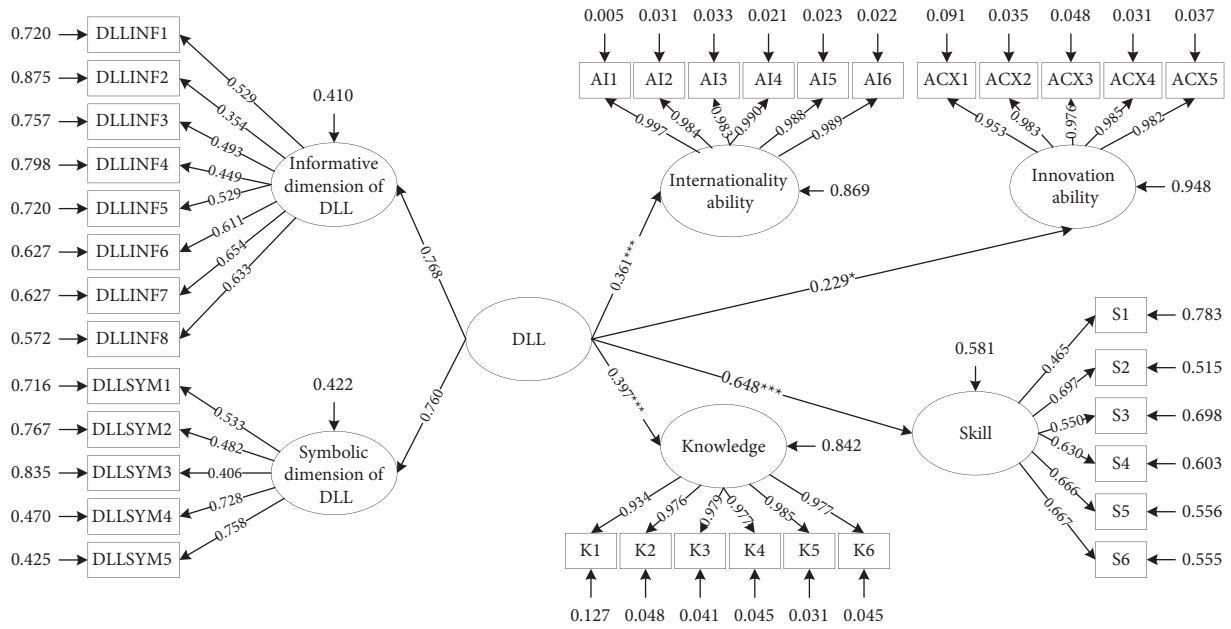 0.720
DLLINF1
0.875
DLLINF2
0.757
DLLINF3
0.798
DLLINF4
0.720
DLLINF5
0.627
DLLINF6
0.627
DLLINF7
0.572
DLLINF8
0.529
0.354
0.493
0.449
0.529
0.611
0.654
0.633
0.410
Informative
dimension of
DLL
0.716
DLLSYM1
0.767
DLLSYM2
0.835
DLLSYM3
0.470
DLLSYM4
0.425
DLLSYM5
0.533
0.482
0.406
0.728
0.758
0.422
Symbolic
dimension of
DLL
0.768
0.760
DLL
0.361***
0.229*
0.648***
0.397***
0.005 0.031 0.033 0.021 0.023 0.022
AI1 AI2 AI3 AI4 AI5 AI6
0.997 0.984 0.983 0.990 0.988 0.989
Internationality
ability
0.869
0.091 0.035 0.048 0.031 0.037
ACX1 ACX2 ACX3 ACX4 ACX5
0.953 0.983 0.976 0.985 0.982
Innovation
ability
0.948
Knowledge
0.842
0.934 0.976 0.979 0.977 0.985 0.977
K1 K2 K3 K4 K5 K6
0.127 0.048 0.041 0.045 0.031 0.045
0.581
Skill
0.465
0.697
0.550
0.630
0.666
0.667
S1 0.783
S2 0.515
S3 0.698
S4 0.603
S5 0.556
S6 0.555